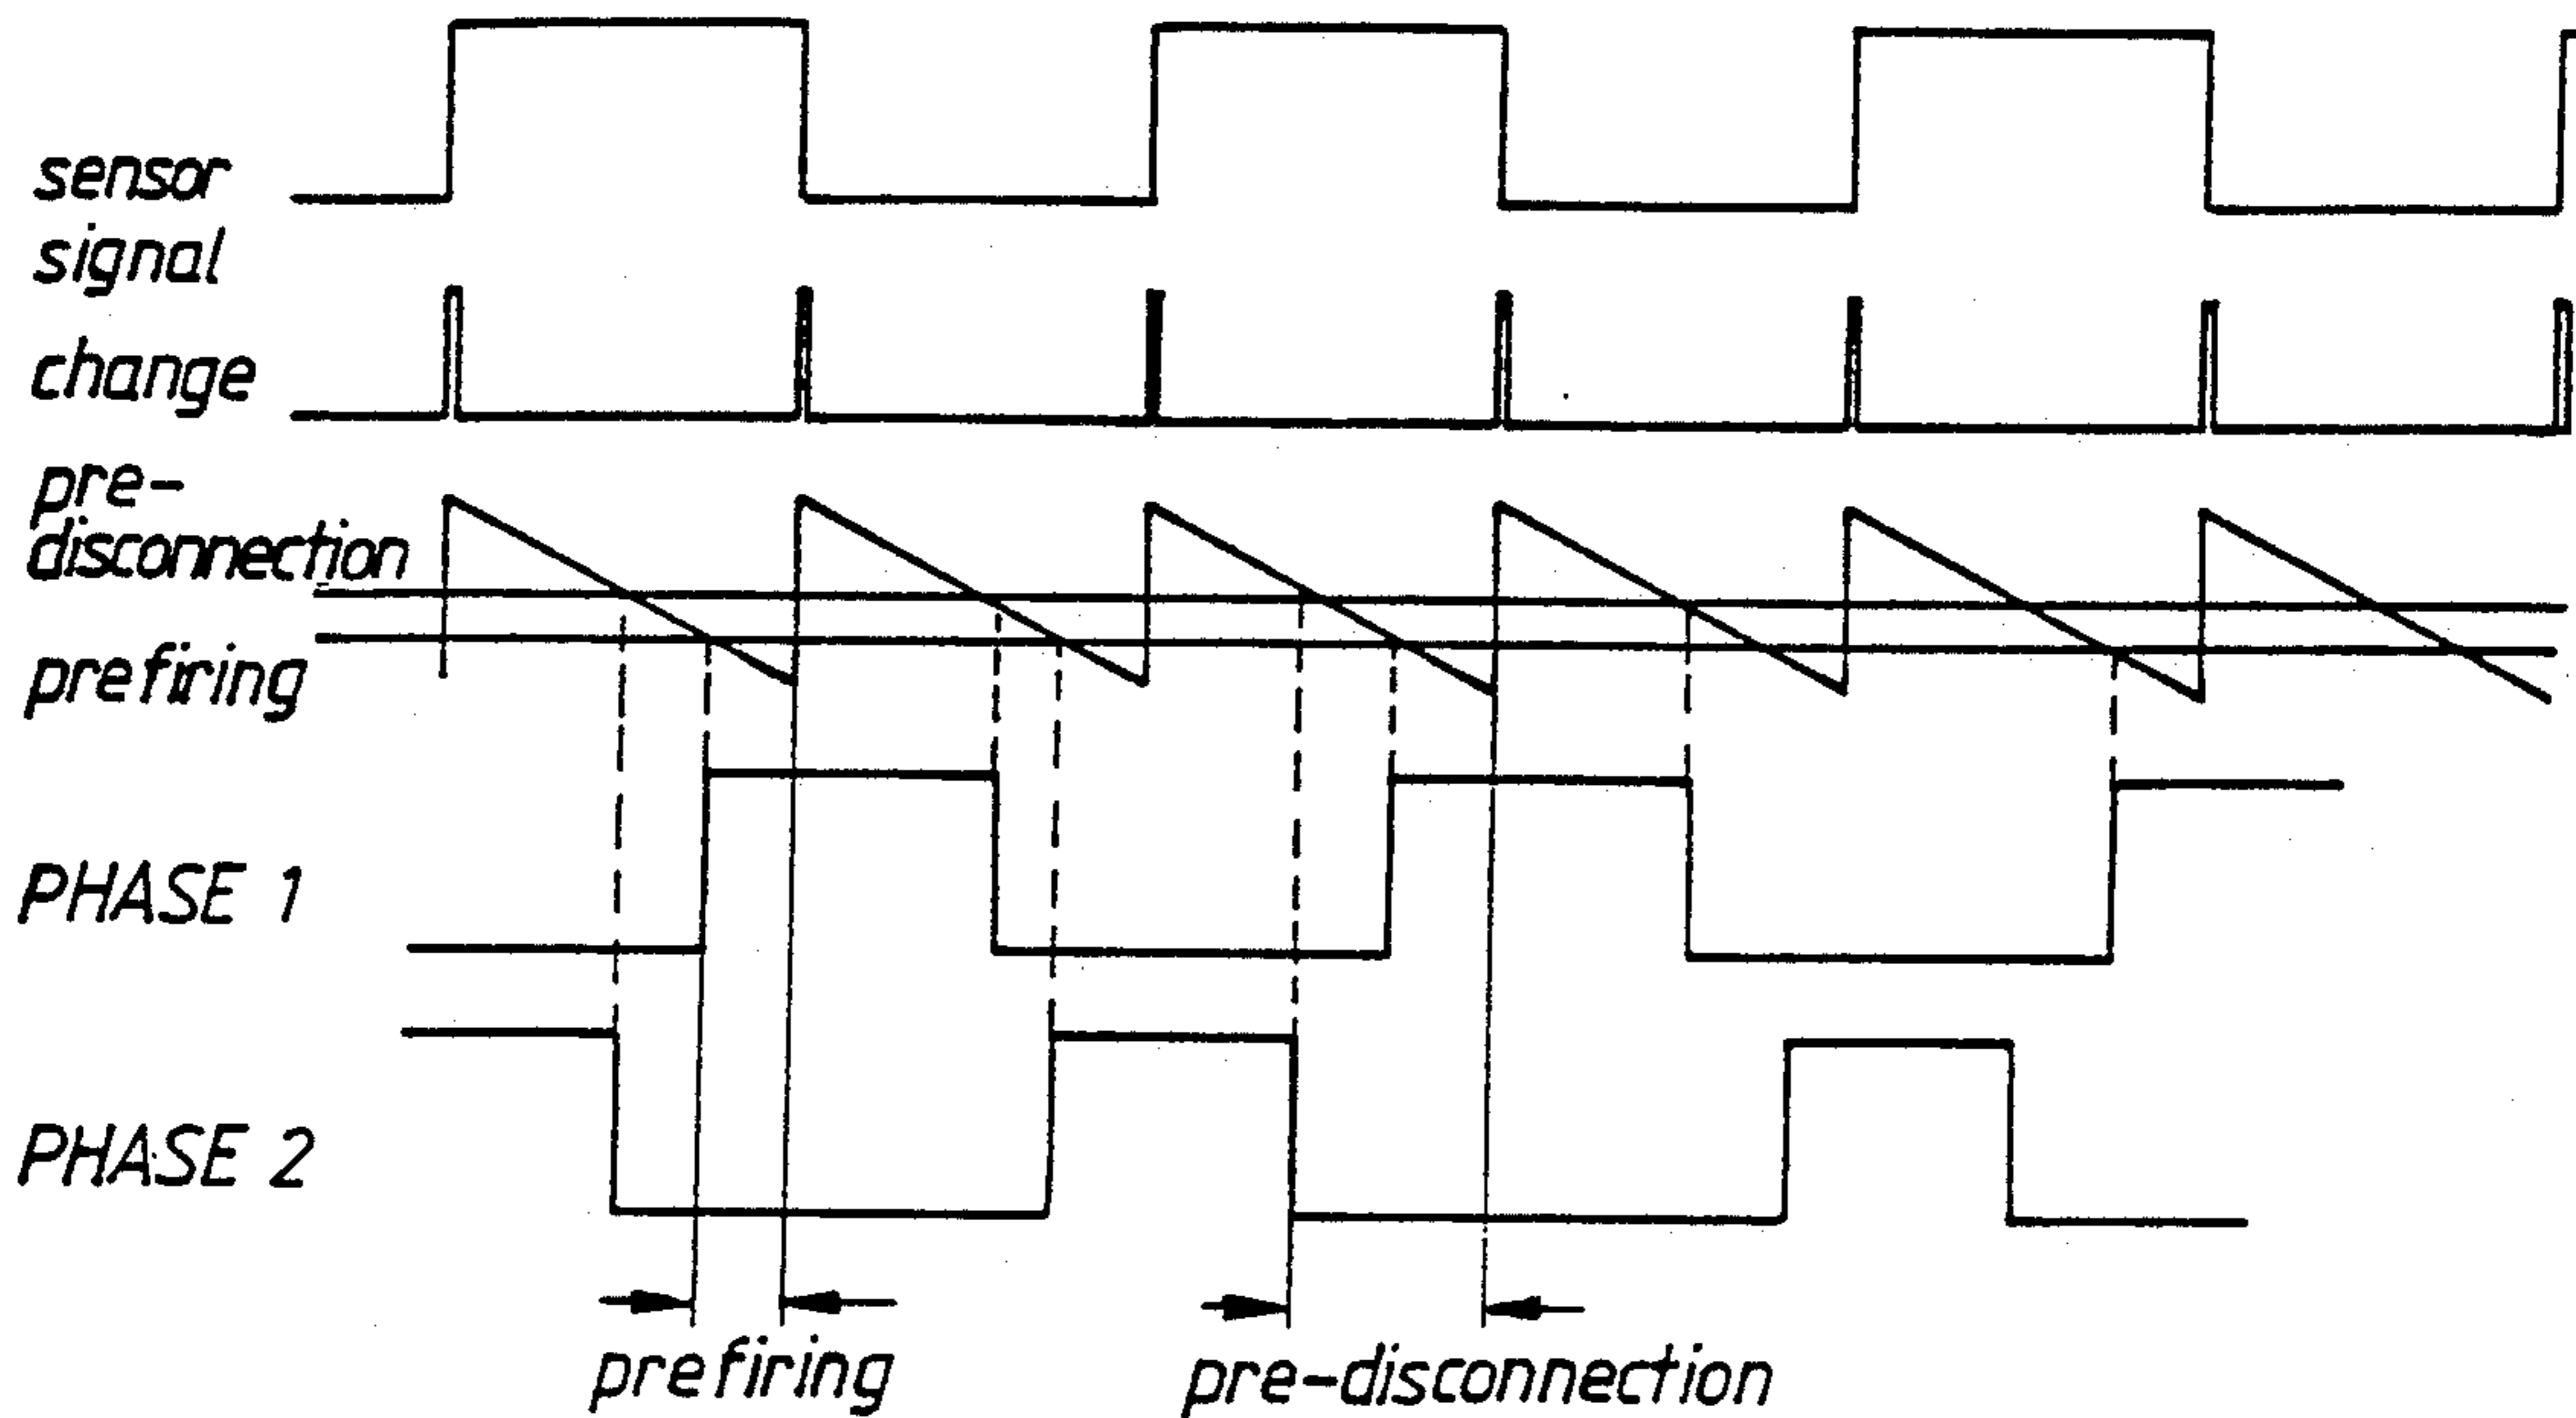 sensor
signal
change
pre-
disconnection
prefiring
PHASE 1
PHASE 2
prefiring
pre-disconnection